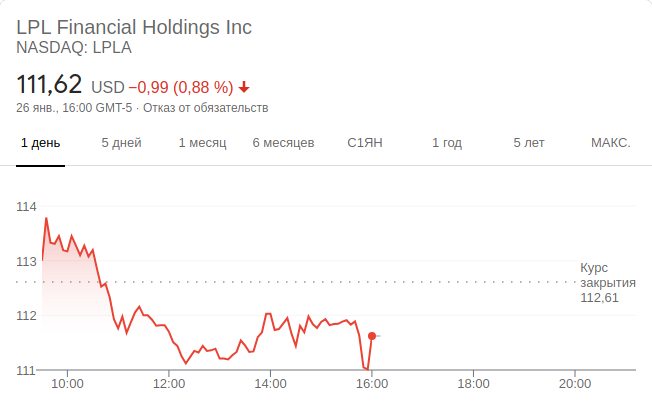 LPL Financial Holdings Inc
NASDAQ: LPLA
111,62 USD −0,99 (0,88 %)
26 янв., 16:00 GMT-5 · Отказ от обязательств
1 день 5 дней 1 месяц 6 месяцев С1ЯН 1 год 5 лет МАКС.
114
113
112
111
Курс
закрытия
112,61
10:00 12:00 14:00 16:00 18:00 20:00